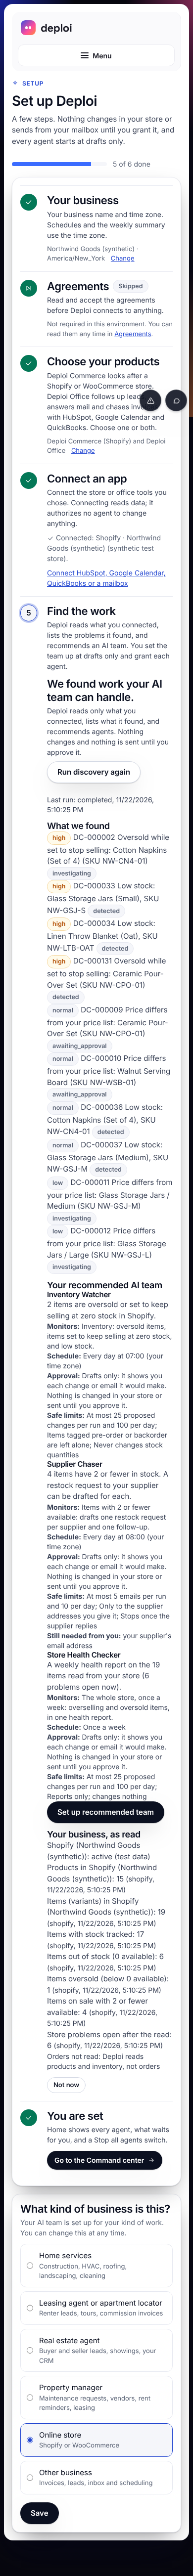 deploi
Menu
SETUP
Set up Deploi
A few steps. Nothing changes in your store or
sends from your mailbox until you grant it, and
every agent starts at drafts only.
5 of 6 done
Your business
Your business name and time zone.
Schedules and the weekly summary
use the time zone.
Northwind Goods (synthetic) ·
America/New_York Change
Agreements Skipped
Read and accept the agreements
before Deploi connects to anything.
Not required in this environment. You can
read them any time in Agreements.
Choose your products
Deploi Commerce looks after a
Shopify or WooCommerce store.
Deploi Office follows up leads,
answers mail and chases invoices
with HubSpot, Google Calendar and
QuickBooks. Choose one or both.
Deploi Commerce (Shopify) and Deploi
Office Change
Connect an app
Connect the store or office tools you
chose. Connecting reads data; it
authorizes no agent to change
anything.
Connected: Shopify · Northwind
Goods (synthetic) (synthetic test
store).
Connect HubSpot, Google Calendar,
QuickBooks or a mailbox
5
Find the work
Deploi reads what you connected,
lists the problems it found, and
recommends an AI team. You set the
team up at drafts only and grant each
agent.
We found work your AI
team can handle.
Deploi reads only what you
connected, lists what it found, and
recommends agents. Nothing
changes and nothing is sent until you
approve it.
Run discovery again
Last run: completed, 11/22/2026,
5:10:25 PM
What we found
high DC-000002 Oversold while
set to stop selling: Cotton Napkins
(Set of 4) (SKU NW-CN4-01)
investigating
high DC-000033 Low stock:
Glass Storage Jars (Small), SKU
NW-GSJ-S detected
high DC-000034 Low stock:
Linen Throw Blanket (Oat), SKU
NW-LTB-OAT detected
high DC-000131 Oversold while
set to stop selling: Ceramic Pour-
Over Set (SKU NW-CPO-01)
detected
normal DC-000009 Price differs
from your price list: Ceramic Pour-
Over Set (SKU NW-CPO-01)
awaiting_approval
normal DC-000010 Price differs
from your price list: Walnut Serving
Board (SKU NW-WSB-01)
awaiting_approval
normal DC-000036 Low stock:
Cotton Napkins (Set of 4), SKU
NW-CN4-01 detected
normal DC-000037 Low stock:
Glass Storage Jars (Medium), SKU
NW-GSJ-M detected
low DC-000011 Price differs from
your price list: Glass Storage Jars /
Medium (SKU NW-GSJ-M)
investigating
low DC-000012 Price differs
from your price list: Glass Storage
Jars / Large (SKU NW-GSJ-L)
investigating
Your recommended AI team
Inventory Watcher
2 items are oversold or set to keep
selling at zero stock in Shopify.
Monitors: Inventory: oversold items,
items set to keep selling at zero stock,
and low stock.
Schedule: Every day at 07:00 (your
time zone)
Approval: Drafts only: it shows you
each change or email it would make.
Nothing is changed in your store or
sent until you approve it.
Safe limits: At most 25 proposed
changes per run and 100 per day;
Items tagged pre-order or backorder
are left alone; Never changes stock
quantities
Supplier Chaser
4 items have 2 or fewer in stock. A
restock request to your supplier
can be drafted for each.
Monitors: Items with 2 or fewer
available: drafts one restock request
per supplier and one follow-up.
Schedule: Every day at 08:00 (your
time zone)
Approval: Drafts only: it shows you
each change or email it would make.
Nothing is changed in your store or
sent until you approve it.
Safe limits: At most 5 emails per run
and 10 per day; Only to the supplier
addresses you give it; Stops once the
supplier replies
Still needed from you: your supplier's
email address
Store Health Checker
A weekly health report on the 19
items read from your store (6
problems open now).
Monitors: The whole store, once a
week: overselling and oversold items,
in one health report.
Schedule: Once a week
Approval: Drafts only: it shows you
each change or email it would make.
Nothing is changed in your store or
sent until you approve it.
Safe limits: At most 25 proposed
changes per run and 100 per day;
Reports only; changes nothing
Set up recommended team
Your business, as read
Shopify (Northwind Goods
(synthetic)): active (test data)
Products in Shopify (Northwind
Goods (synthetic)): 15 (shopify,
11/22/2026, 5:10:25 PM)
Items (variants) in Shopify
(Northwind Goods (synthetic)): 19
(shopify, 11/22/2026, 5:10:25 PM)
Items with stock tracked: 17
(shopify, 11/22/2026, 5:10:25 PM)
Items out of stock (0 available): 6
(shopify, 11/22/2026, 5:10:25 PM)
Items oversold (below 0 available):
1 (shopify, 11/22/2026, 5:10:25 PM)
Items on sale with 2 or fewer
available: 4 (shopify, 11/22/2026,
5:10:25 PM)
Store problems open after the read:
6 (shopify, 11/22/2026, 5:10:25 PM)
Orders not read: Deploi reads
products and inventory, not orders
Not now
You are set
Home shows every agent, what waits
for you, and a Stop all agents switch.
Go to the Command center →
What kind of business is this?
Your AI team is set up for your kind of work.
You can change this at any time.
Home services
Construction, HVAC, roofing,
landscaping, cleaning
Leasing agent or apartment locator
Renter leads, tours, commission invoices
Real estate agent
Buyer and seller leads, showings, your
CRM
Property manager
Maintenance requests, vendors, rent
reminders, leasing
Online store
Shopify or WooCommerce
Other business
Invoices, leads, inbox and scheduling
Save